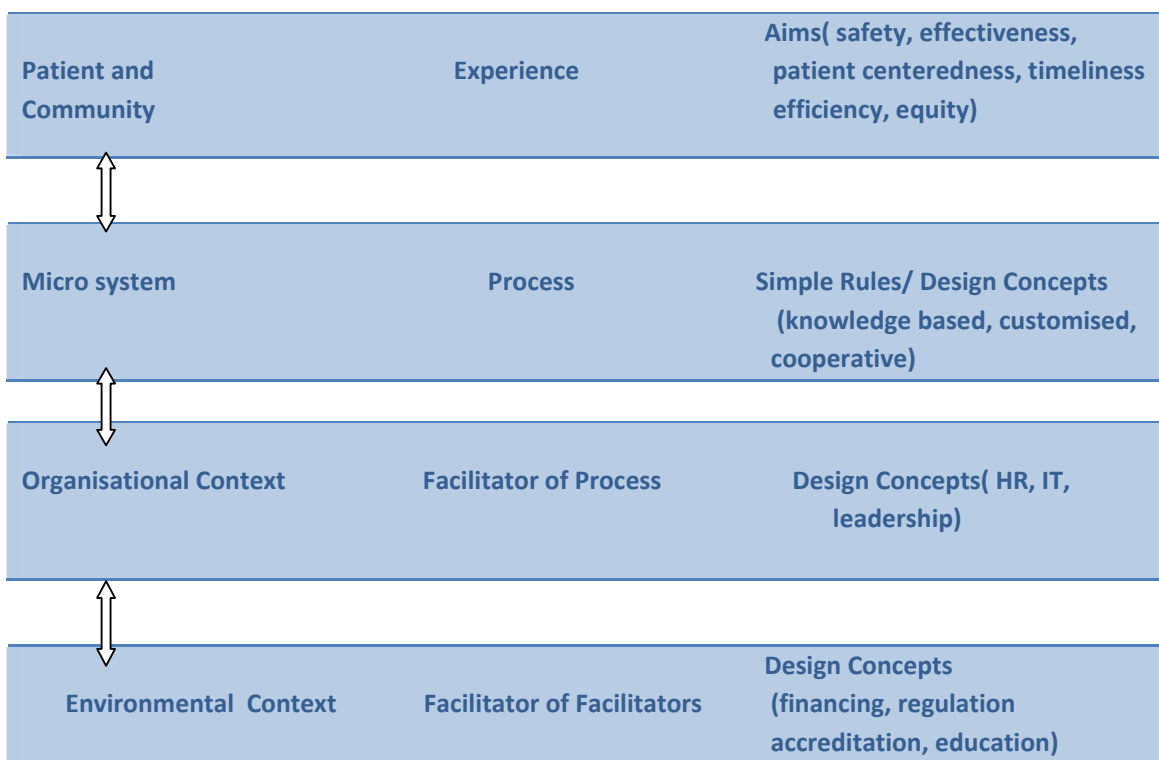 Patient and
Community
Experience
Aims( safety, effectiveness,
patient centeredness, timeliness
efficiency, equity)
Micro system
Process
Simple Rules/ Design Concepts
(knowledge based, customised,
cooperative)
Organisational Context
Facilitator of Process
Design Concepts( HR, IT,
leadership)
Environmental Context
Facilitator of Facilitators
Design Concepts
(financing, regulation
accreditation, education)